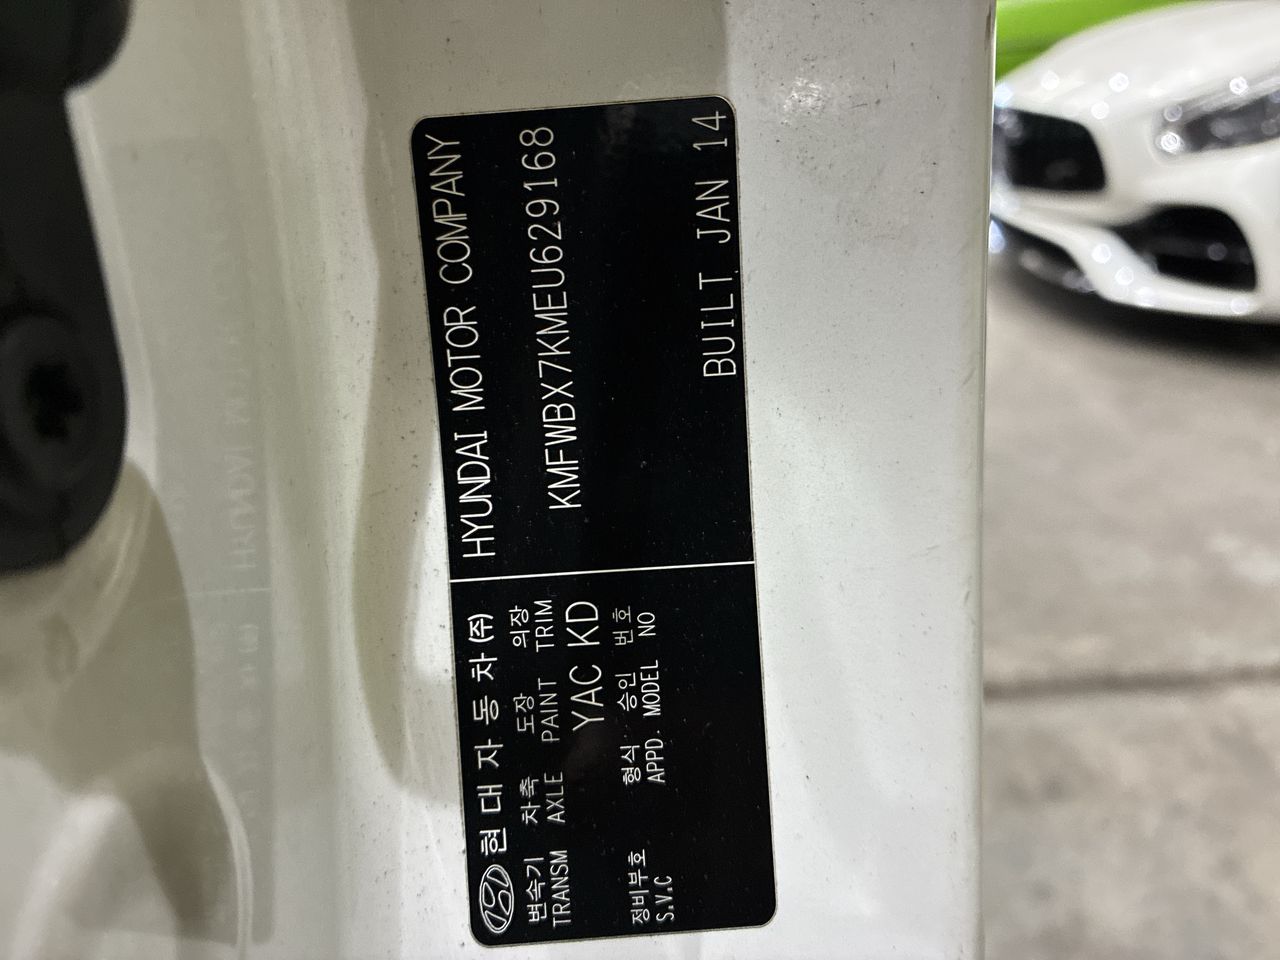 현대자동차(주)
HYUNDAI MOTOR COMPANY
변속기 차축 도장 의장
TRANSM AXLE PAINT TRIM
YAC KD
KMFWBX7KMEU629168
정비부호 형식 승인 번호
S.V.C APPD. MODEL NO
BUILT JAN 14